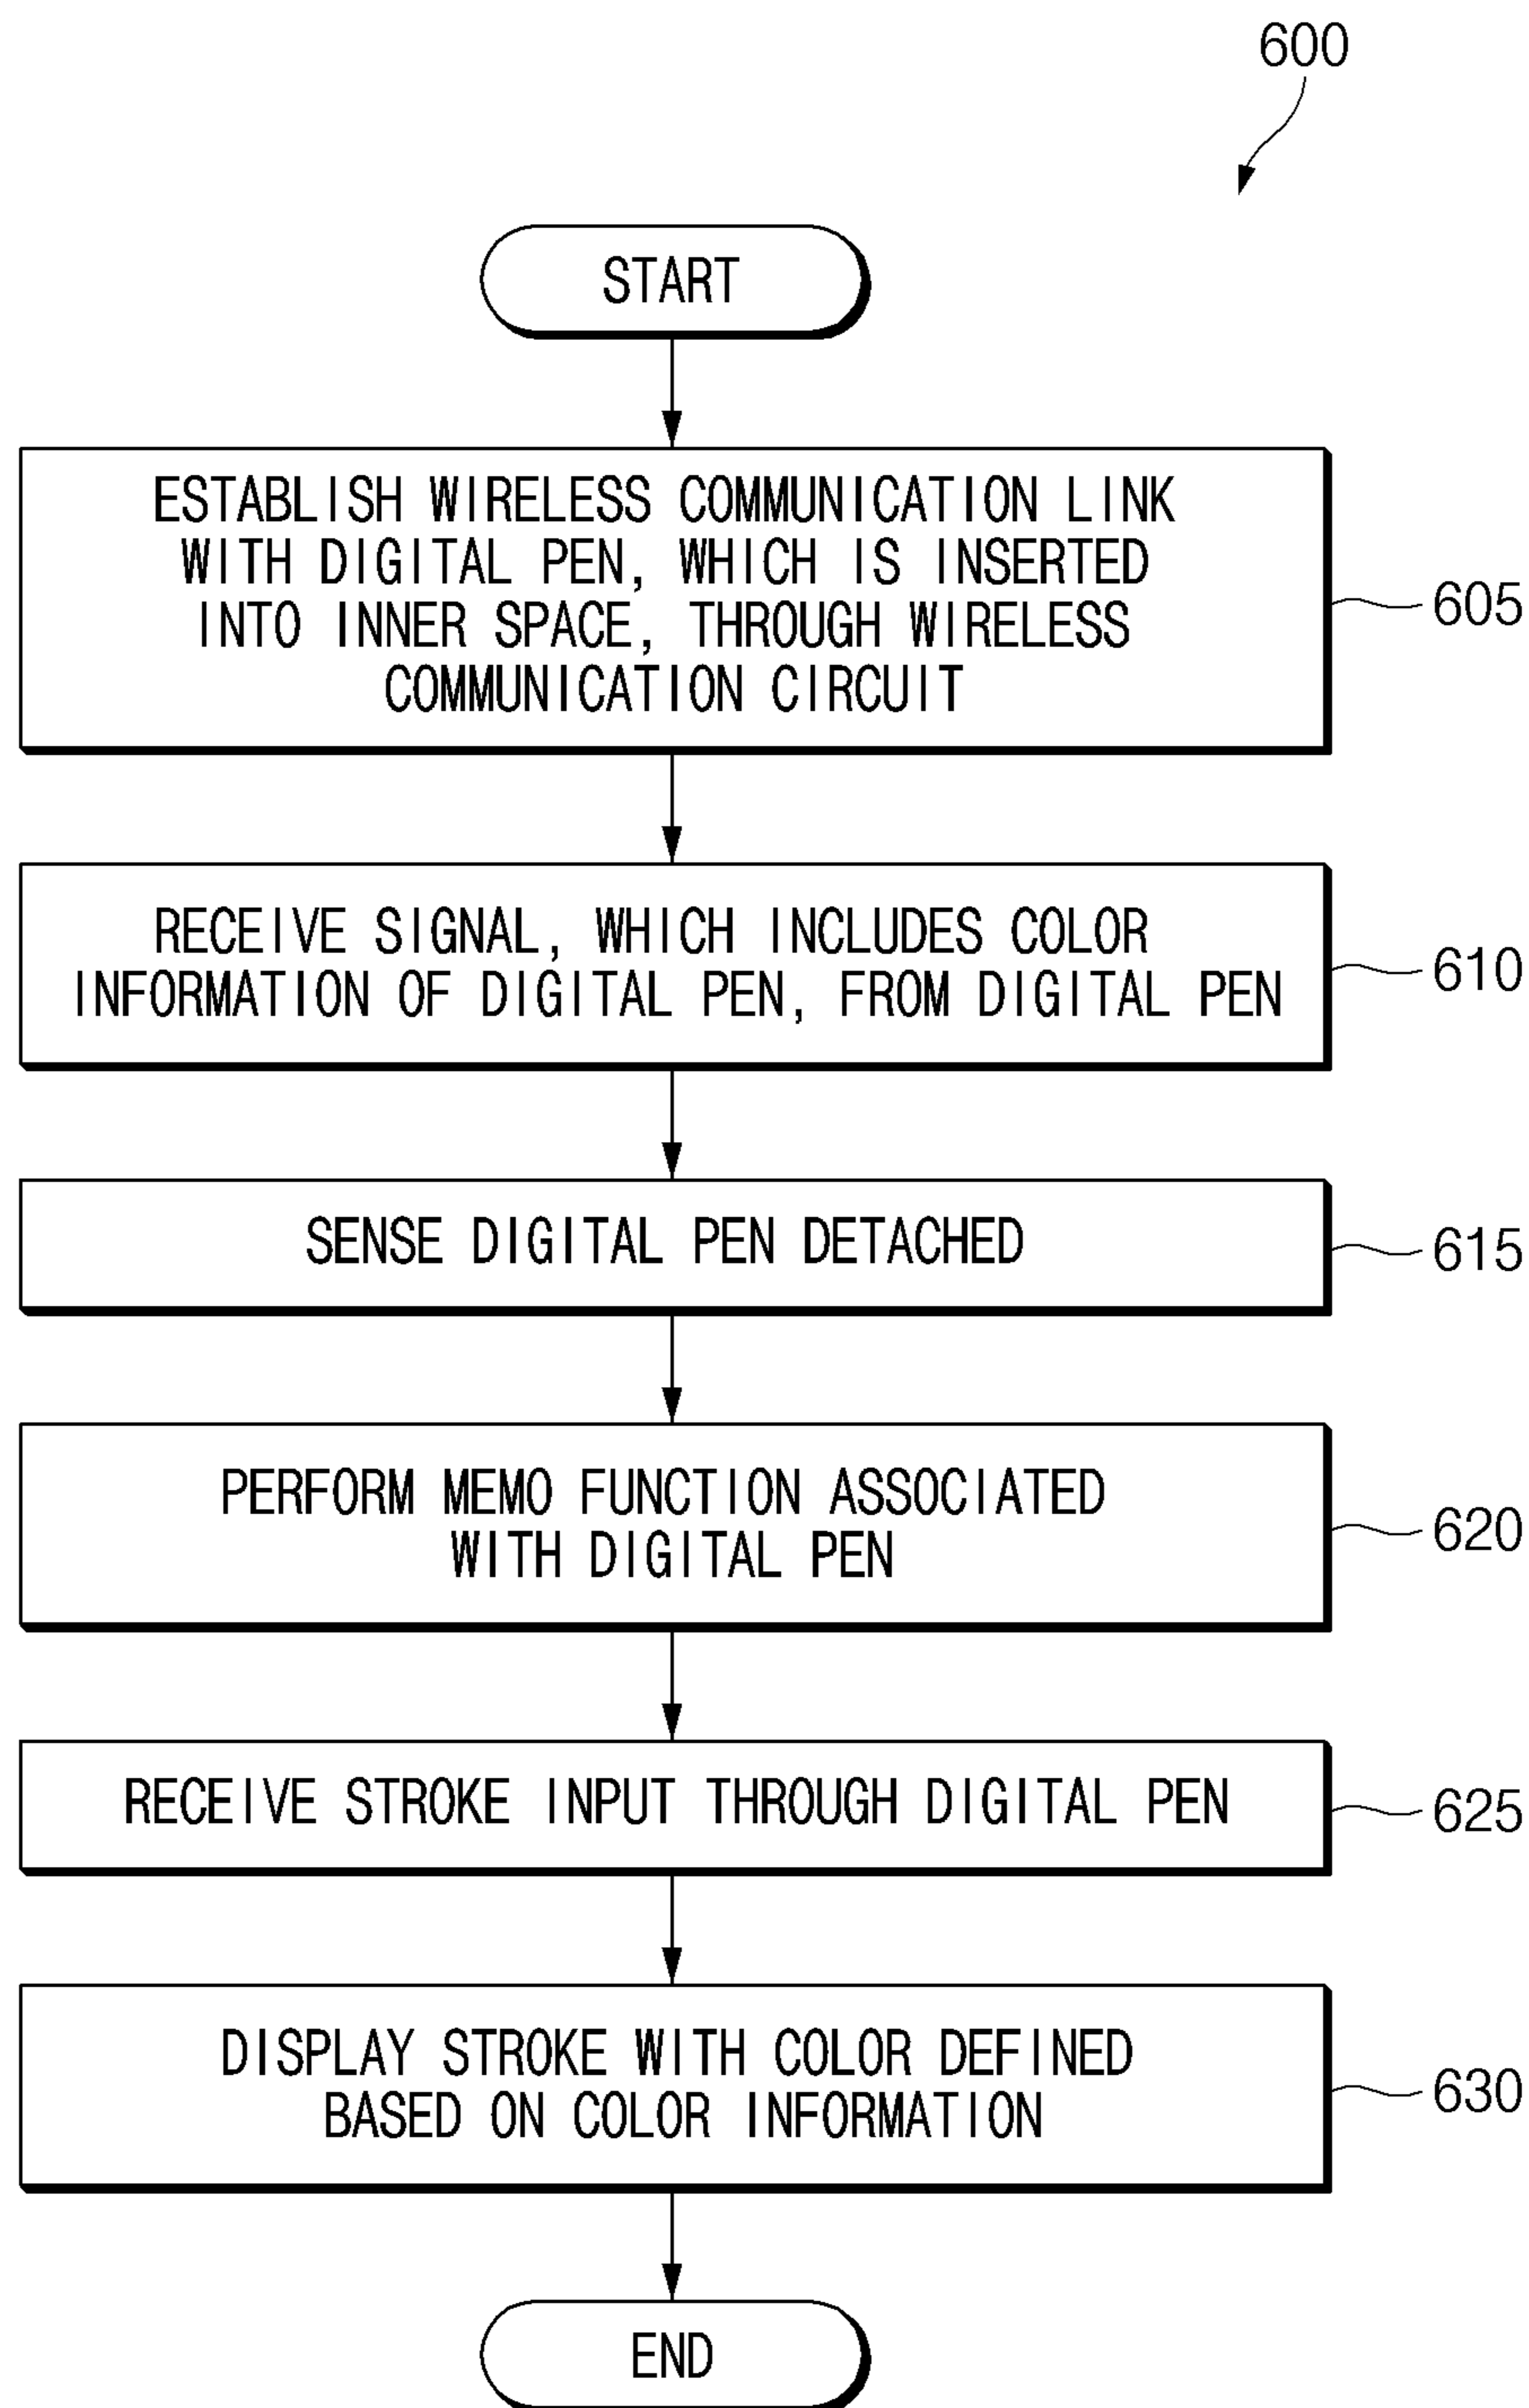 600
START
ESTABLISH WIRELESS COMMUNICATION LINK
WITH DIGITAL PEN, WHICH IS INSERTED
INTO INNER SPACE, THROUGH WIRELESS
COMMUNICATION CIRCUIT
605
RECEIVE SIGNAL, WHICH INCLUDES COLOR
INFORMATION OF DIGITAL PEN, FROM DIGITAL PEN
610
SENSE DIGITAL PEN DETACHED
615
PERFORM MEMO FUNCTION ASSOCIATED
WITH DIGITAL PEN
620
RECEIVE STROKE INPUT THROUGH DIGITAL PEN
625
DISPLAY STROKE WITH COLOR DEFINED
BASED ON COLOR INFORMATION
630
END